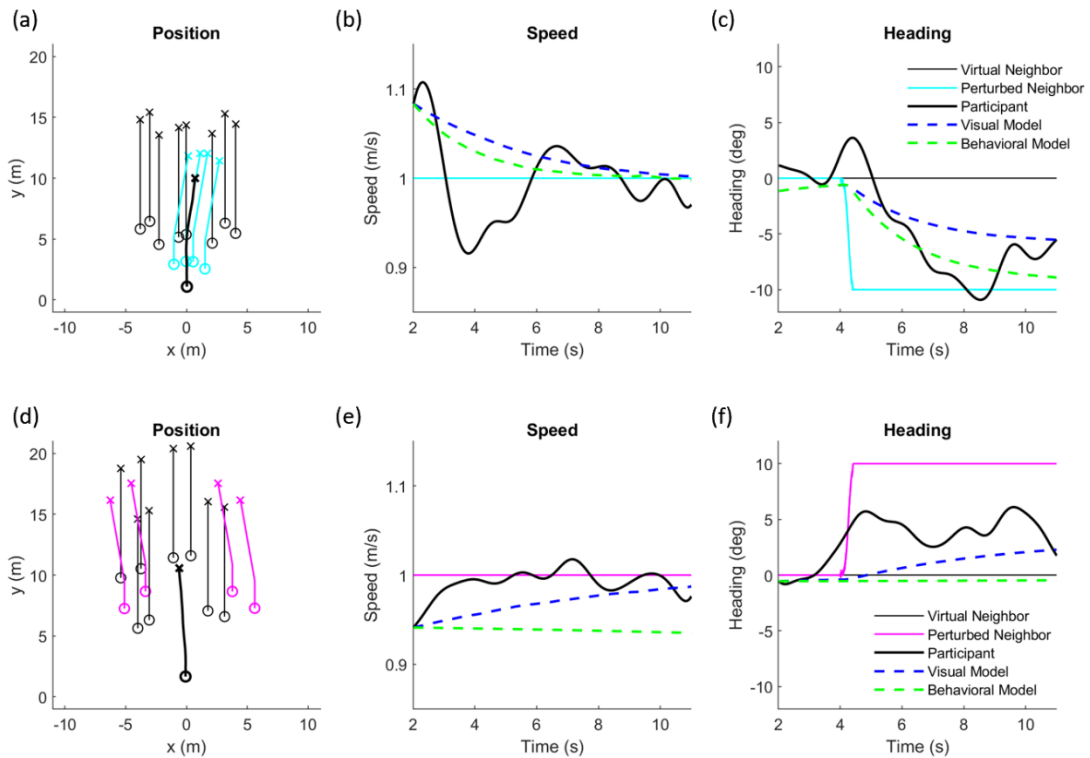 (a)
Position
20
15
10
5
0
y (m)
-10 -5 0 5 10
x (m)
(b)
Speed
1.1
1
0.9
Speed (m/s)
2 4 6 8 10
Time (s)
(c)
Heading
10
5
0
-5
-10
Heading (deg)
2 4 6 8 10
Time (s)
Virtual Neighbor
Perturbed Neighbor
Participant
Visual Model
Behavioral Model
(d)
Position
20
15
10
5
0
y (m)
-10 -5 0 5 10
x (m)
(e)
Speed
1.1
1
0.9
Speed (m/s)
2 4 6 8 10
Time (s)
(f)
Heading
10
5
0
-5
-10
Heading (deg)
2 4 6 8 10
Time (s)
Virtual Neighbor
Perturbed Neighbor
Participant
Visual Model
Behavioral Model